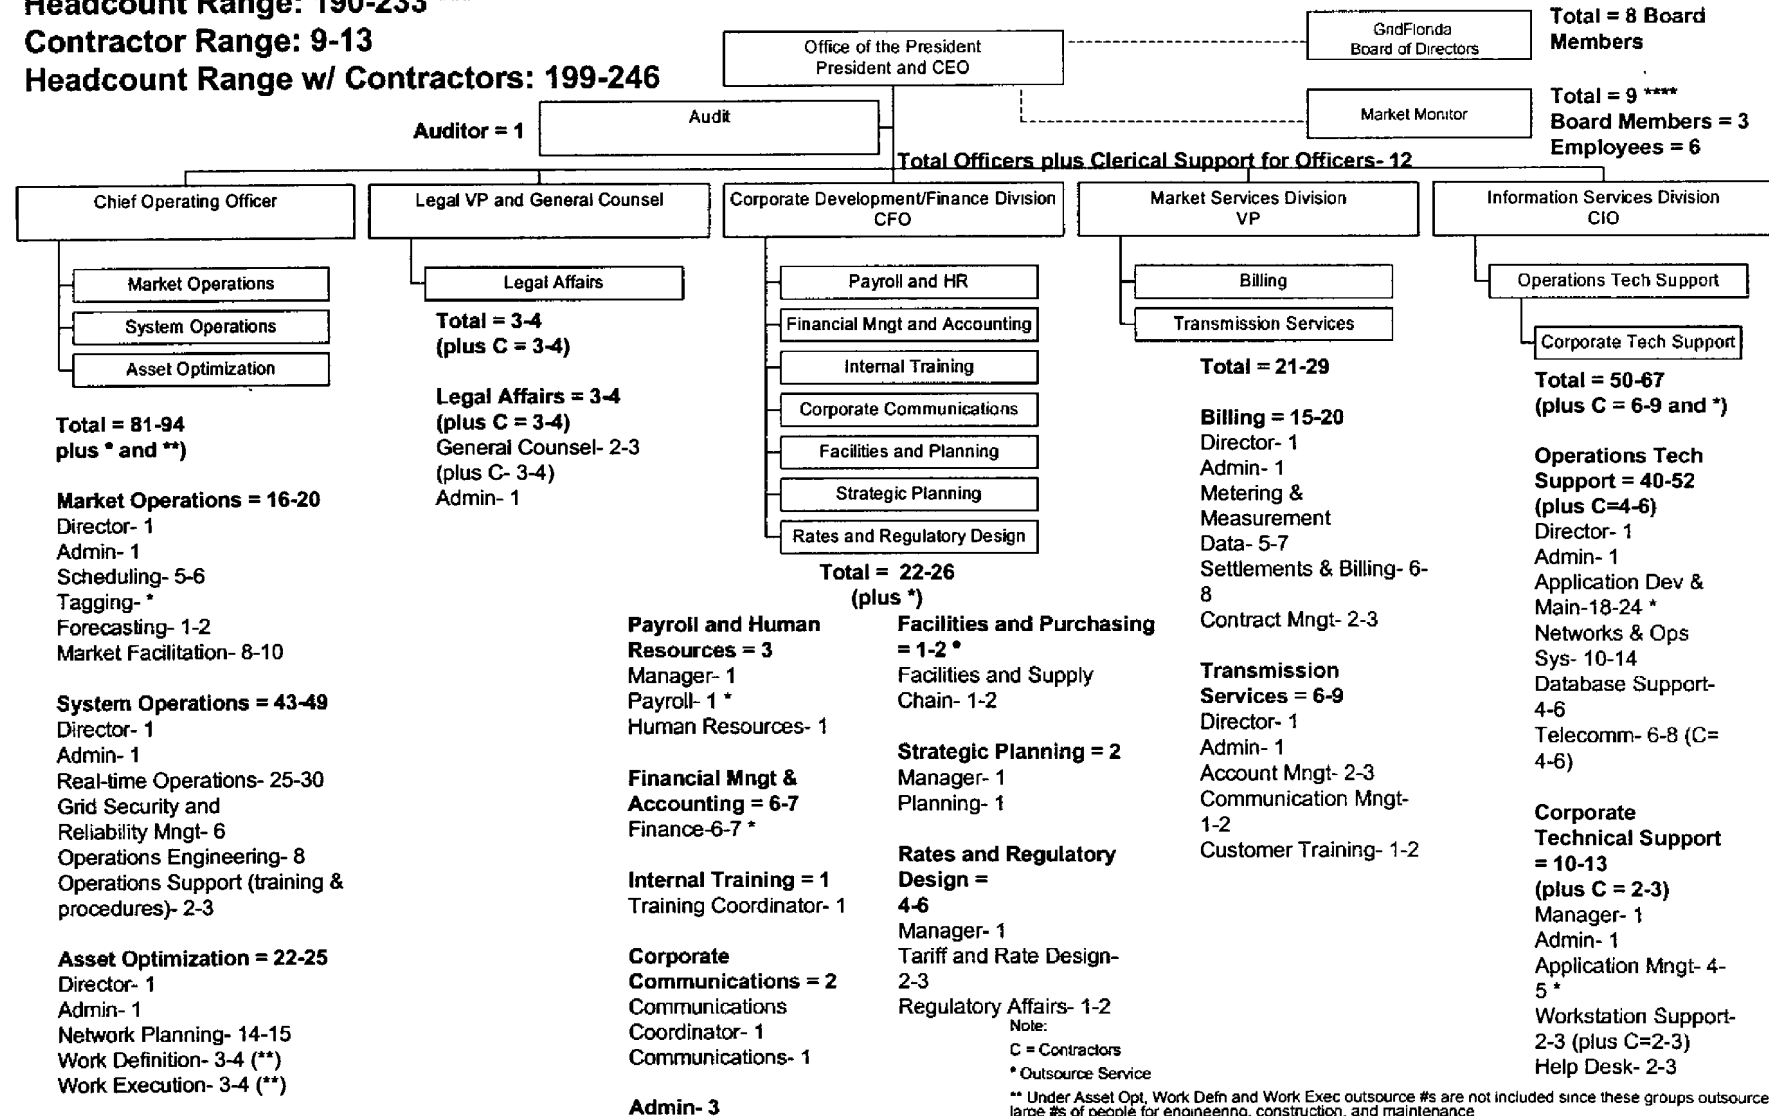 Headcount Range: 190-233
Contractor Range: 9-13
Headcount Range w/ Contractors: 199-246
Office of the President
President and CEO
GridFlorida
Board of Directors
Total = 8 Board
Members
Market Monitor
Total = 9 ****
Board Members = 3
Employees = 6
Auditor = 1
Audit
Total Officers plus Clerical Support for Officers- 12
Chief Operating Officer
Market Operations
System Operations
Asset Optimization
Total = 81-94
plus * and **)
Market Operations = 16-20
Director- 1
Admin- 1
Scheduling- 5-6
Tagging- *
Forecasting- 1-2
Market Facilitation- 8-10
System Operations = 43-49
Director- 1
Admin- 1
Real-time Operations- 25-30
Grid Security and
Reliability Mngt- 6
Operations Engineering- 8
Operations Support (training &
procedures)- 2-3
Asset Optimization = 22-25
Director- 1
Admin- 1
Network Planning- 14-15
Work Definition- 3-4 (**)
Work Execution- 3-4 (**)
Legal VP and General Counsel
Legal Affairs
Total = 3-4
(plus C = 3-4)
Legal Affairs = 3-4
(plus C = 3-4)
General Counsel- 2-3
(plus C- 3-4)
Admin- 1
Corporate Development/Finance Division
CFO
Payroll and HR
Financial Mngt and Accounting
Internal Training
Corporate Communications
Facilities and Planning
Strategic Planning
Rates and Regulatory Design
Total = 22-26
(plus *)
Payroll and Human
Resources = 3
Manager- 1
Payroll- 1 *
Human Resources- 1
Financial Mngt &
Accounting = 6-7
Finance-6-7 *
Internal Training = 1
Training Coordinator- 1
Corporate
Communications = 2
Communications
Coordinator- 1
Communications- 1
Admin- 3
Facilities and Purchasing
= 1-2 *
Facilities and Supply
Chain- 1-2
Strategic Planning = 2
Manager- 1
Planning- 1
Rates and Regulatory
Design =
4-6
Manager- 1
Tariff and Rate Design-
2-3
Regulatory Affairs- 1-2
Market Services Division
VP
Billing
Transmission Services
Total = 21-29
Billing = 15-20
Director- 1
Admin- 1
Metering &
Measurement
Data- 5-7
Settlements & Billing- 6-
8
Contract Mngt- 2-3
Transmission
Services = 6-9
Director- 1
Admin- 1
Account Mngt- 2-3
Communication Mngt-
1-2
Customer Training- 1-2
Information Services Division
CIO
Operations Tech Support
Corporate Tech Support
Total = 50-67
(plus C = 6-9 and *)
Operations Tech
Support = 40-52
(plus C=4-6)
Director- 1
Admin- 1
Application Dev &
Main-18-24 *
Networks & Ops
Sys- 10-14
Database Support-
4-6
Telecomm- 6-8 (C=
4-6)
Corporate
Technical Support
= 10-13
(plus C = 2-3)
Manager- 1
Admin- 1
Application Mngt- 4-
5 *
Workstation Support-
2-3 (plus C=2-3)
Help Desk- 2-3
Note:
C = Contractors
* Outsource Service
** Under Asset Opt, Work Defn and Work Exec outsource #s are not included since these groups outsource
large #s of people for engineering, construction, and maintenance